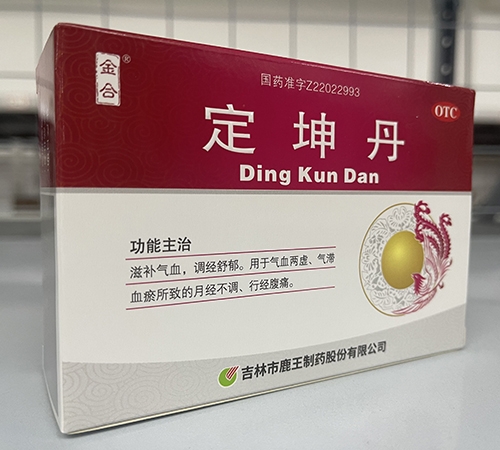 金合®
国药准字Z22022993
OTC
定坤丹
Ding Kun Dan
功能主治
滋补气血，调经舒郁。用于气血两虚、气滞
血瘀所致的月经不调、行经腹痛。
吉林市鹿王制药股份有限公司